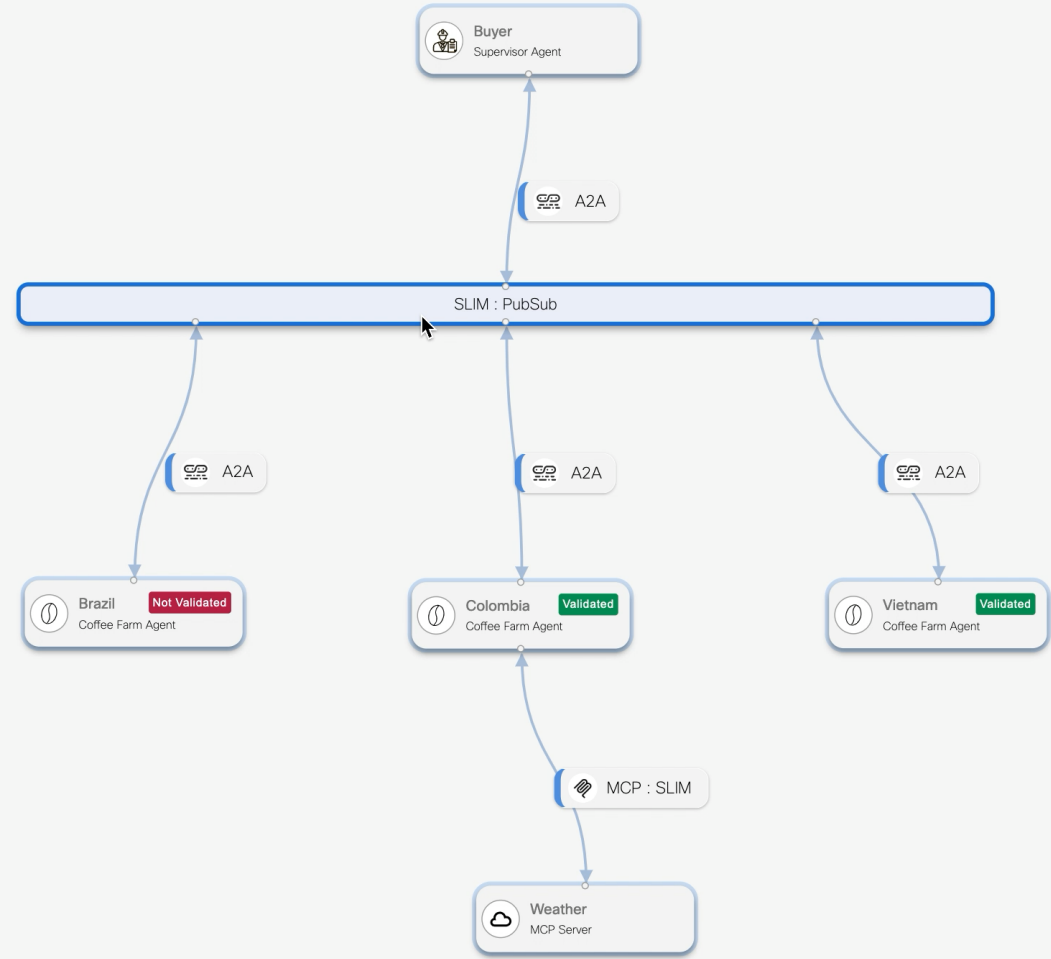 Buyer
Supervisor Agent
A2A
SLIM : PubSub
A2A
A2A
A2A
Brazil
Not Validated
Coffee Farm Agent
Colombia
Validated
Coffee Farm Agent
Vietnam
Validated
Coffee Farm Agent
MCP : SLIM
Weather
MCP Server